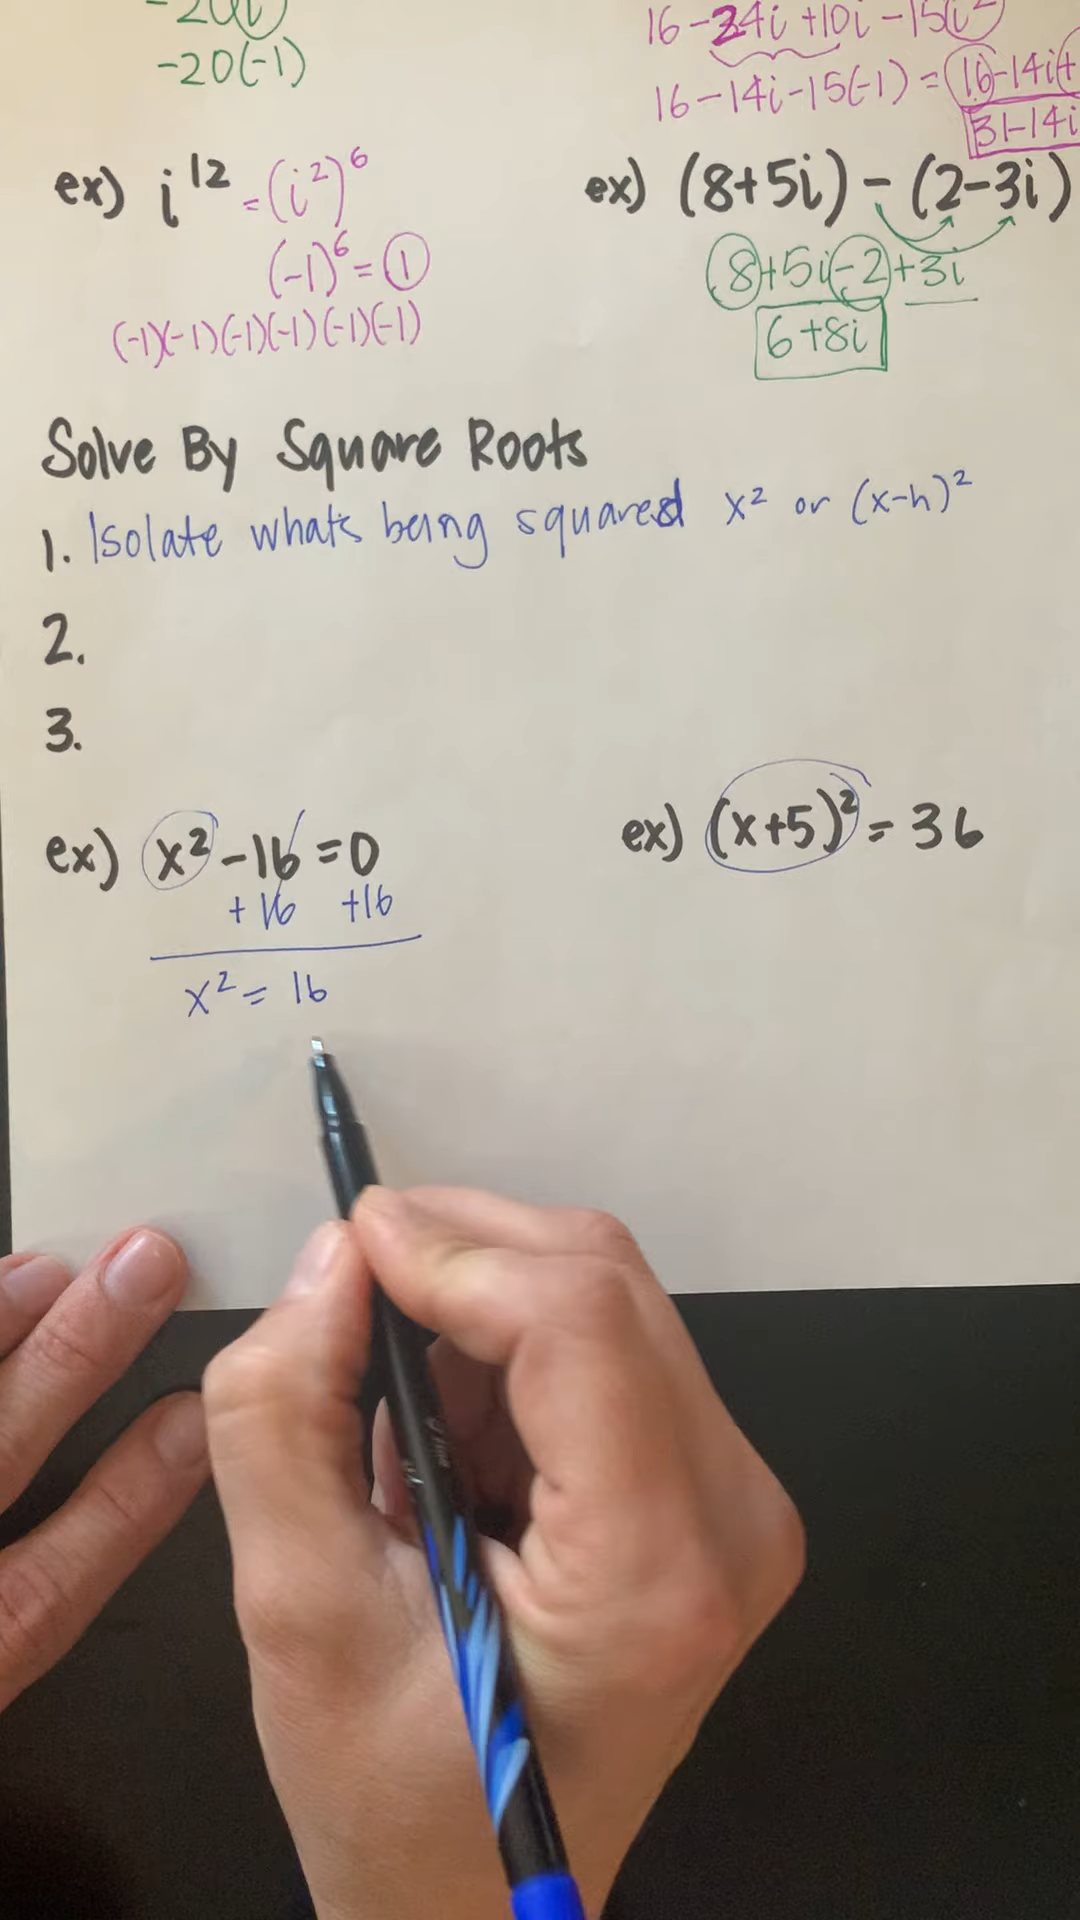 -20(i
-20(-1)
16-24i+10i-15i²
16-14i-15(-1)=16-14i+
31-14i
ex) i¹²=(i²)⁶
(-1)⁶=1
(-1)(-1)(-1)(-1)(-1)(-1)
ex) (8+5i)-(2-3i)
8+5i-2+3i
6+8i
Solve By Square Roots
1. Isolate what's being squared x² or (x-h)²
2.
3.
ex) x²-16=0
+16 +16
x²=16
ex) (x+5)²=36